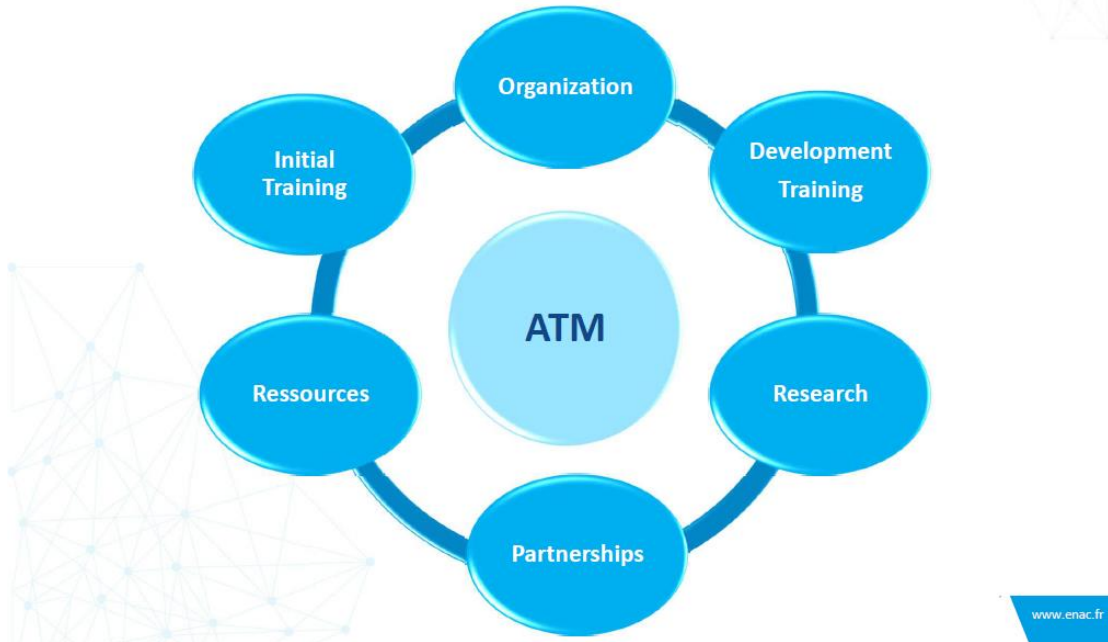 Organization
Initial
Training
Development
Training
ATM
Ressources
Research
Partnerships
www.enac.fr